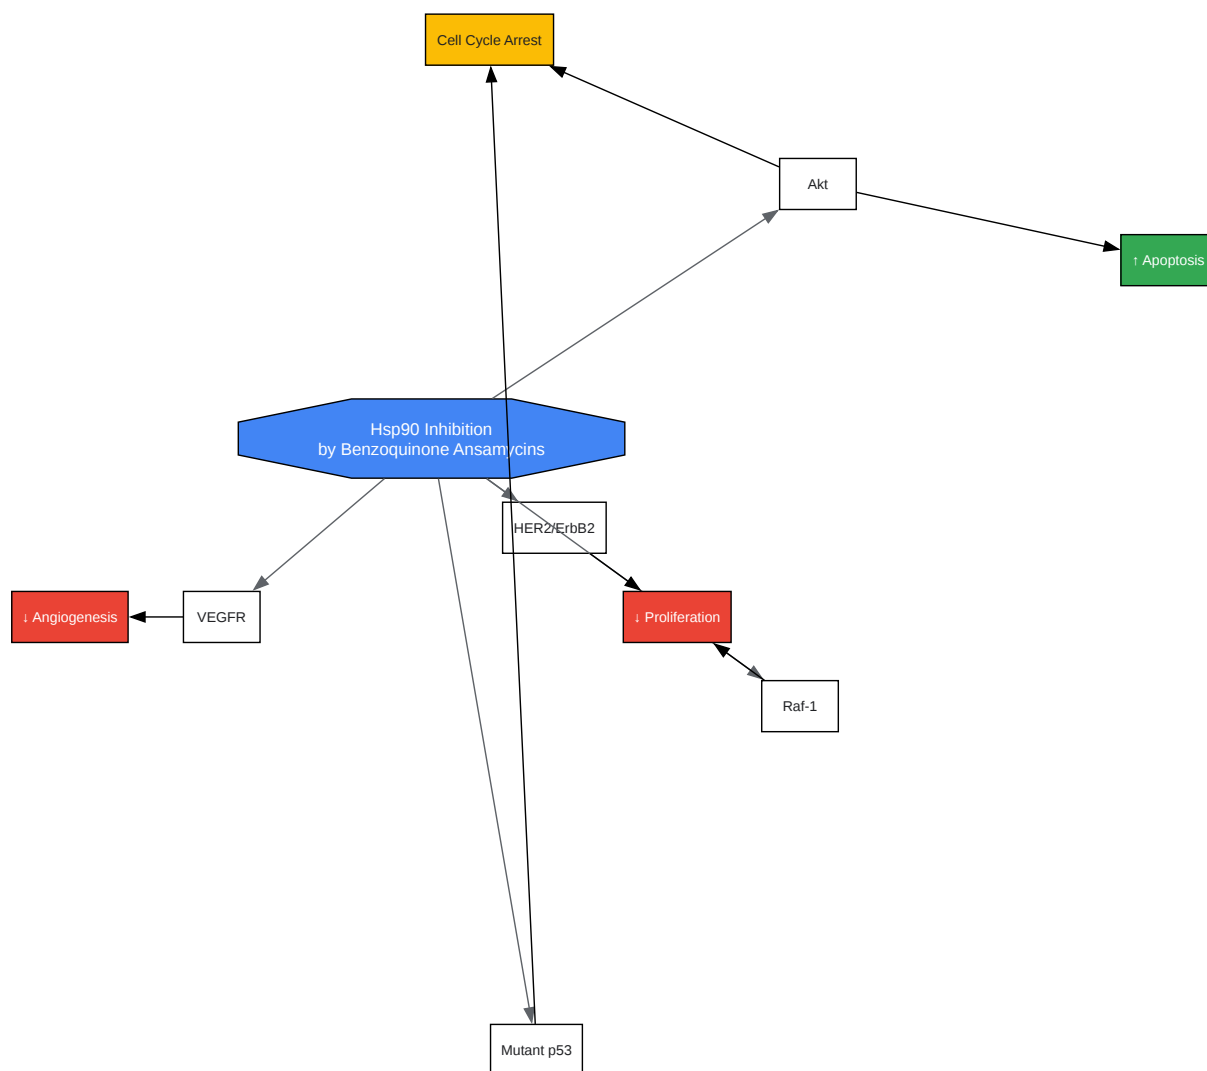 Cell Cycle Arrest
Akt
↑ Apoptosis
Hsp90 Inhibition
by Benzoquinone Ansamycins
HER2/ErbB2
↓ Angiogenesis
VEGFR
↓ Proliferation
Raf-1
Mutant p53